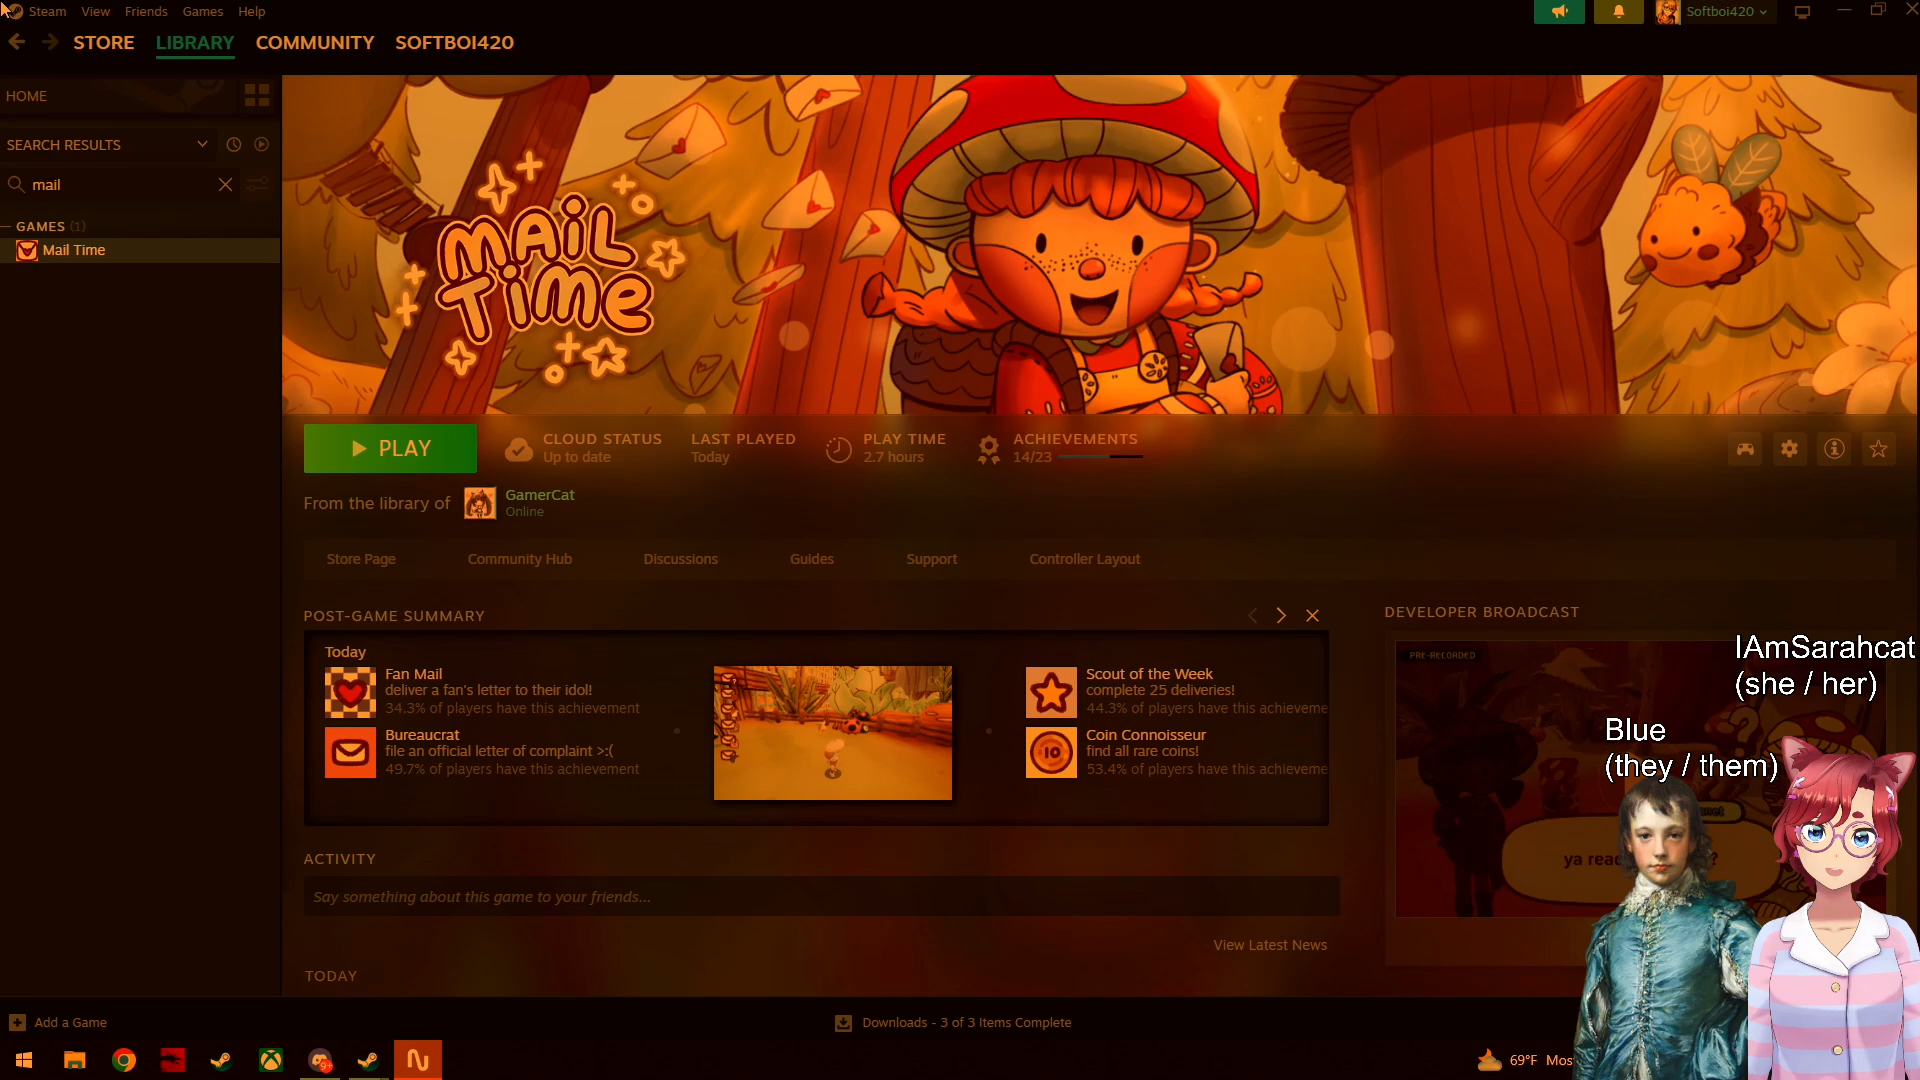 Steam View Friends Games Help
Softboi420
STORE LIBRARY COMMUNITY SOFTBOI420
HOME
SEARCH RESULTS
mail
GAMES (1)
Mail Time
MAIL
TIME
PLAY
CLOUD STATUS
Up to date
LAST PLAYED
Today
PLAY TIME
2.7 hours
ACHIEVEMENTS
14/23
From the library of
GamerCat
Online
Store Page Community Hub Discussions Guides Support Controller Layout
POST-GAME SUMMARY
Today
Fan Mail
deliver a fan's letter to their idol!
34.3% of players have this achievement
Bureaucrat
file an official letter of complaint >:(
49.7% of players have this achievement
Scout of the Week
complete 25 deliveries!
44.3% of players have this achieveme
Coin Connoisseur
10
find all rare coins!
53.4% of players have this achieveme
DEVELOPER BROADCAST
PRE-RECORDED
IAmSarahcat
(she / her)
Blue
(they / them)
ya rea
?
ACTIVITY
Say something about this game to your friends...
View Latest News
TODAY
Add a Game
Downloads - 3 of 3 Items Complete
9+
69°F Mos